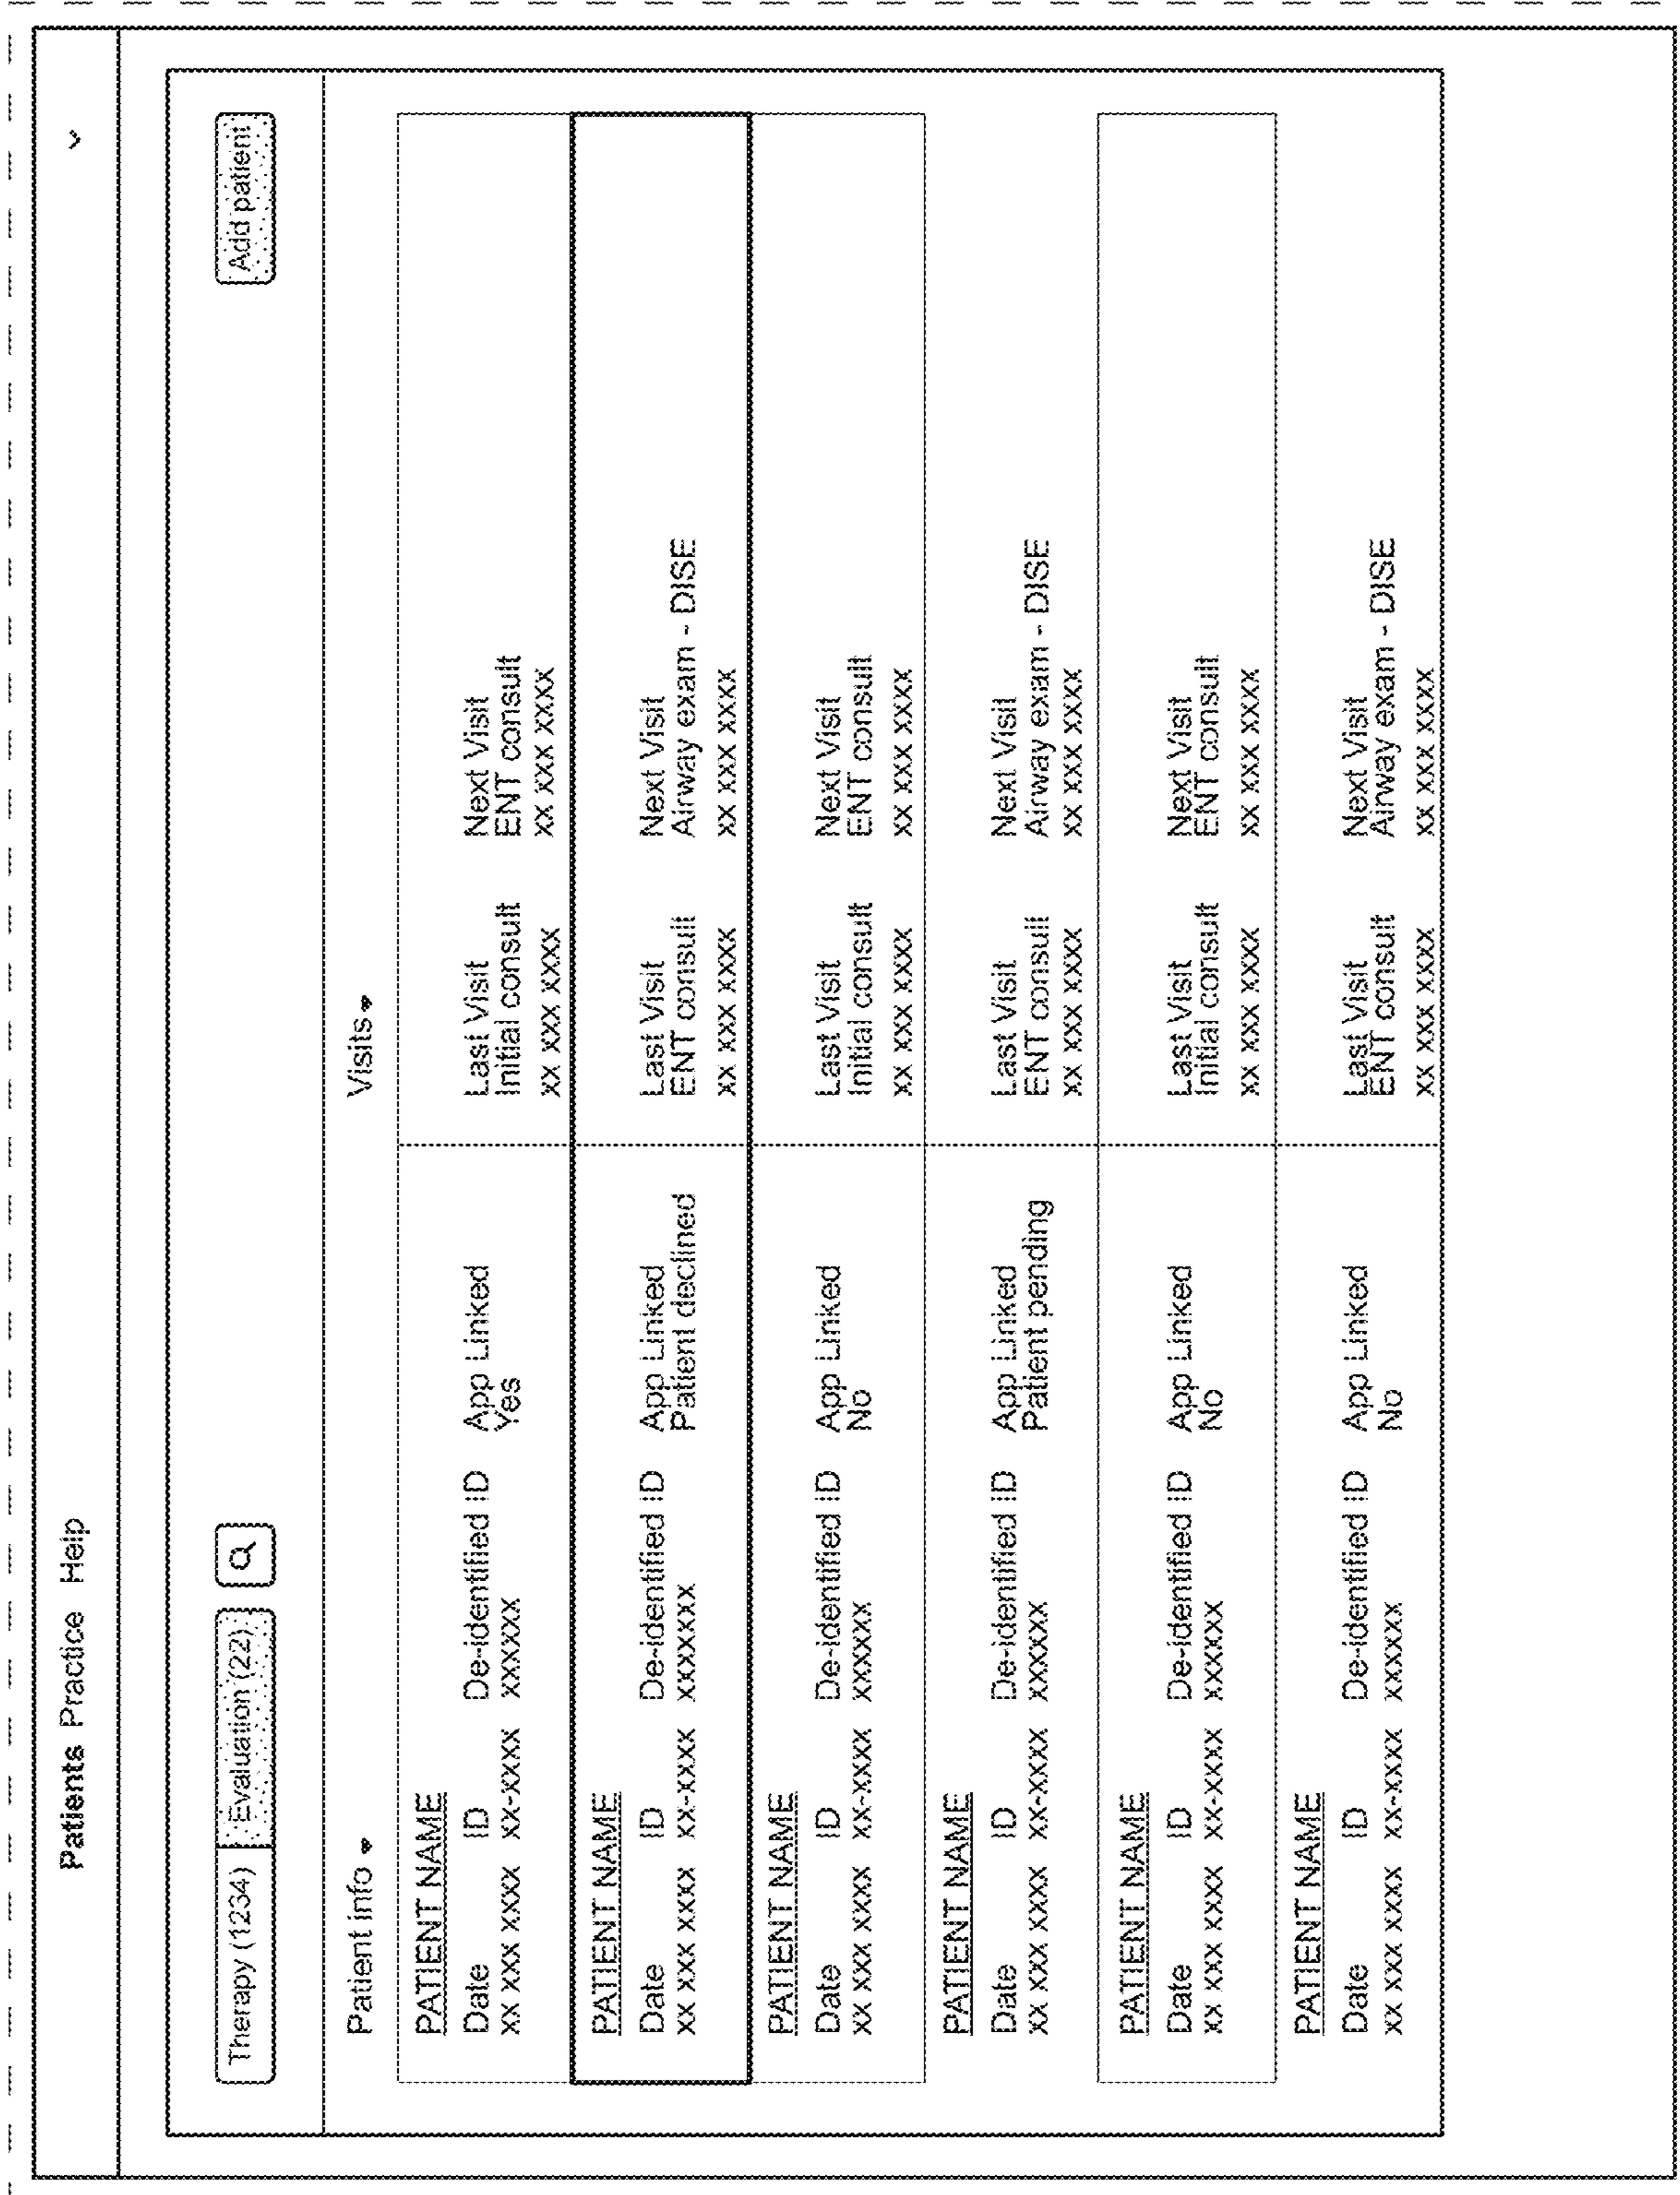 Patients Practice Help
Therapy (1234) Evaluation (22) Add patient
Patient info Visits
PATIENT NAME
Date ID De-identified ID App Linked Last Visit Next Visit
xx xxx xxxx xx-xxxx xxxxxx Yes Initial consult ENT consult
xx xxx xxxx xx xxx xxxx
PATIENT NAME
Date ID De-identified ID App Linked Last Visit Next Visit
xx xxx xxxx xx-xxxx xxxxxxx Patient declined ENT consult Airway exam - DISE
xx xxx xxxx xx xxx xxxx
PATIENT NAME
Date ID De-identified ID App Linked Last Visit Next Visit
xx xxx xxxx xx-xxxx xxxxxx No Initial consult ENT consult
xx xxx xxxx xx xxx xxxx
PATIENT NAME
Date ID De-identified ID App Linked Last Visit Next Visit
xx xxx xxxx xx-xxxx xxxxxx Patient pending ENT consult Airway exam - DISE
xx xxx xxxx xx xxx xxxx
PATIENT NAME
Date ID De-identified ID App Linked Last Visit Next Visit
xx xxx xxxx xx-xxxx xxxxxx No Initial consult ENT consult
xx xxx xxxx xx xxx xxxx
PATIENT NAME
Date ID De-identified ID App Linked Last Visit Next Visit
xx xxx xxxx xx-xxxx xxxxxx No ENT consult Airway exam - DISE
xx xxx xxxx xx xxx xxxx